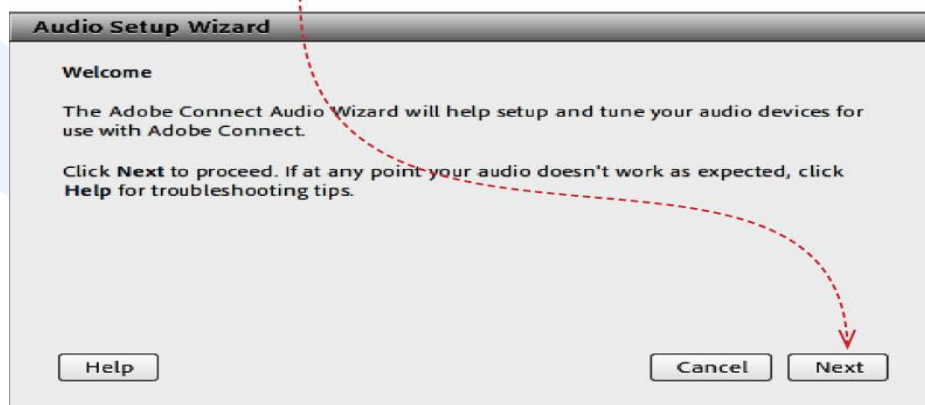 Audio Setup Wizard
Welcome
The Adobe Connect Audio Wizard will help setup and tune your audio devices for
use with Adobe Connect.
Click Next to proceed. If at any point your audio doesn't work as expected, click
Help for troubleshooting tips.
Help Cancel Next